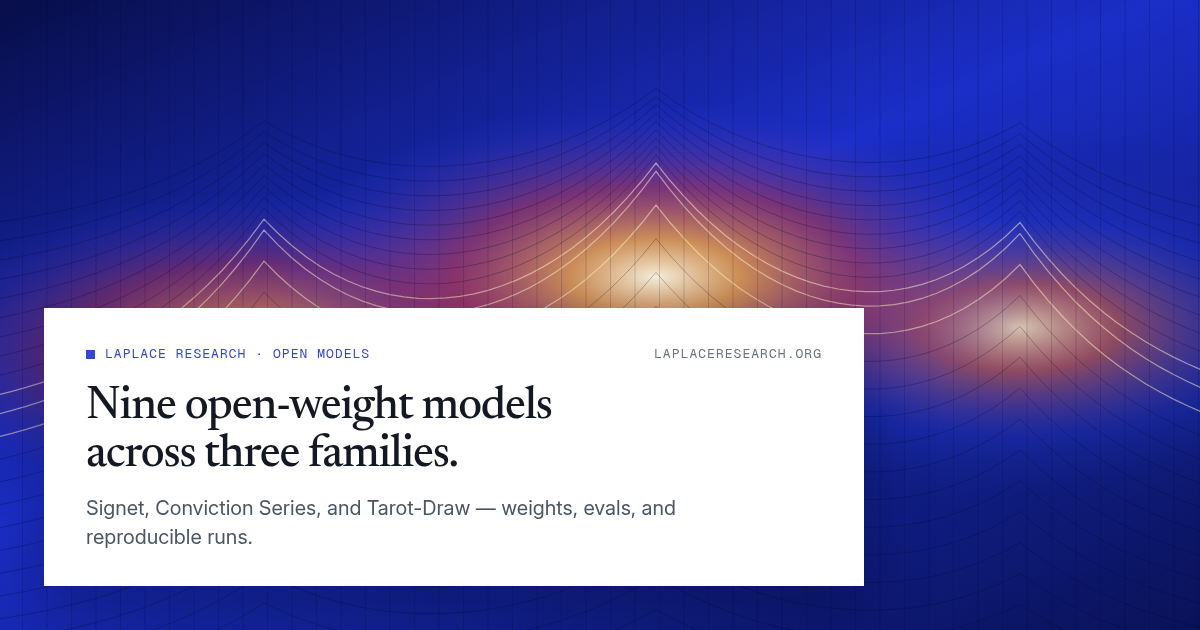 LAPLACE RESEARCH · OPEN MODELS
LAPLACERESEARCH.ORG
Nine open-weight models
across three families.
Signet, Conviction Series, and Tarot-Draw — weights, evals, and
reproducible runs.